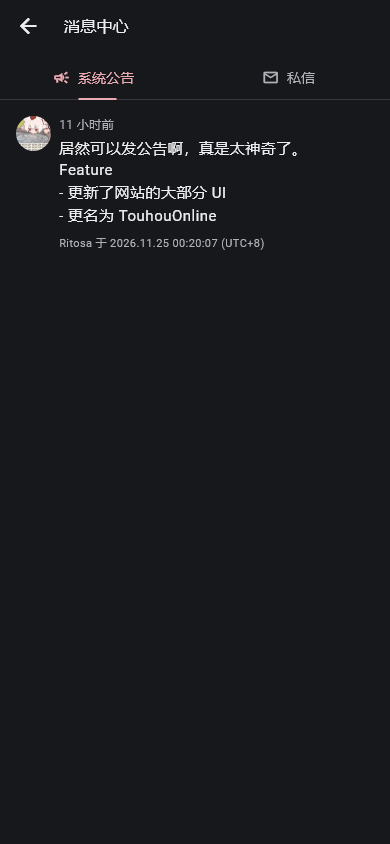 消息中心
系统公告
私信
11 小时前
居然可以发公告啊，真是太神奇了。
Feature
- 更新了网站的大部分 UI
- 更名为 TouhouOnline
Ritosa 于 2026.11.25 00:20:07 (UTC+8)